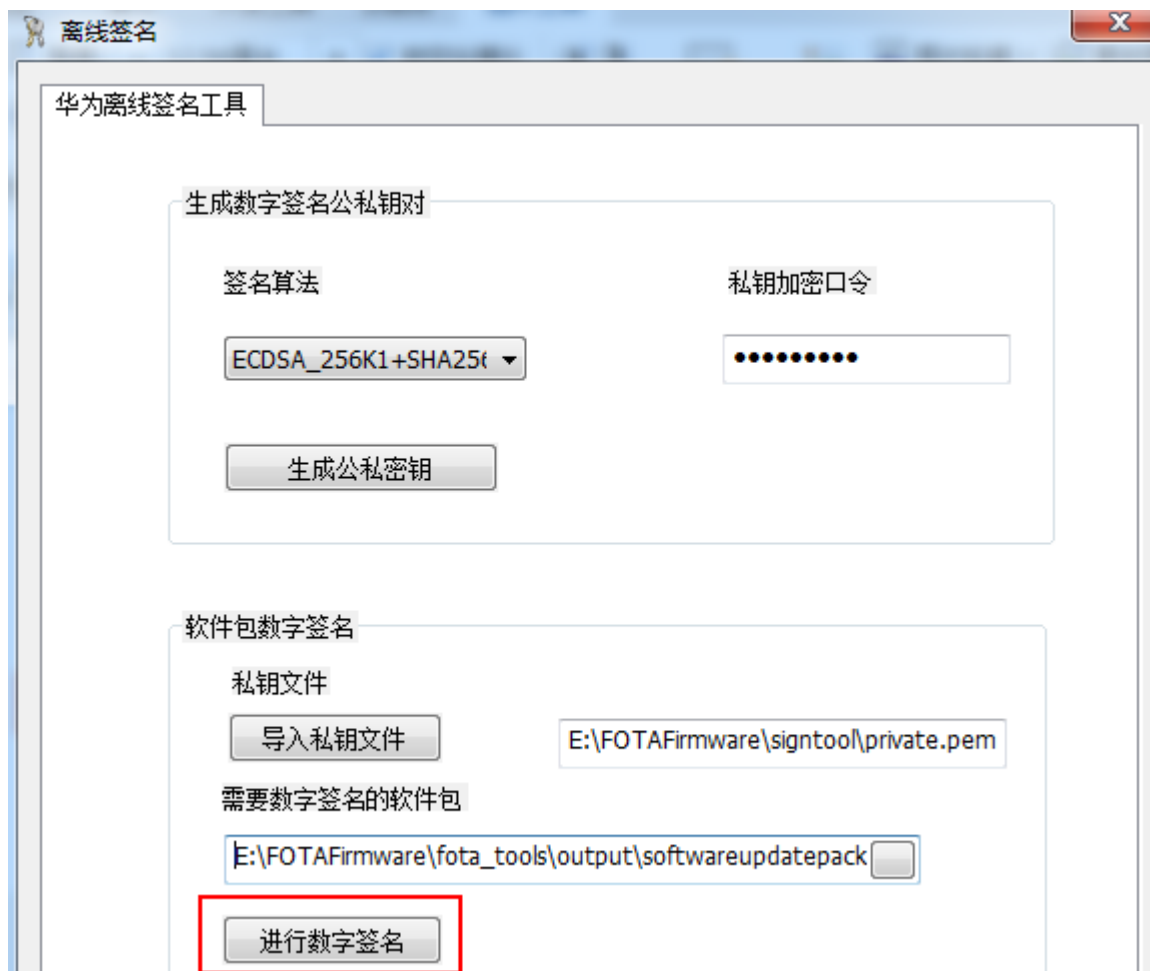 离线签名
X
华为离线签名工具
生成数字签名公私钥对
签名算法 私钥加密口令
ECDSA_256K1+SHA256 •••••••••
生成公私密钥
软件包数字签名
私钥文件
导入私钥文件 E:\FOTAFirmware\signtool\private.pem
需要数字签名的软件包
E:\FOTAFirmware\fota_tools\output\softwareupdatepack
进行数字签名